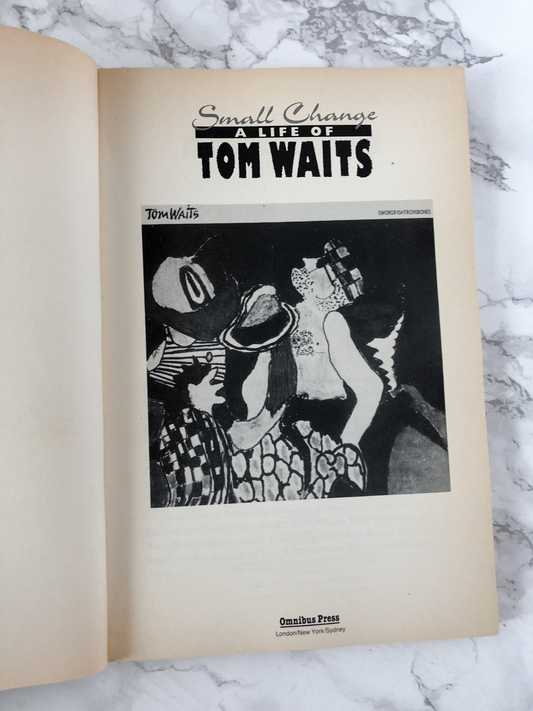 Small Change
A LIFE OF
TOM WAITS
TOM WAITS
SWORDFISHTROMBONES
Omnibus Press
London/New York/Sydney